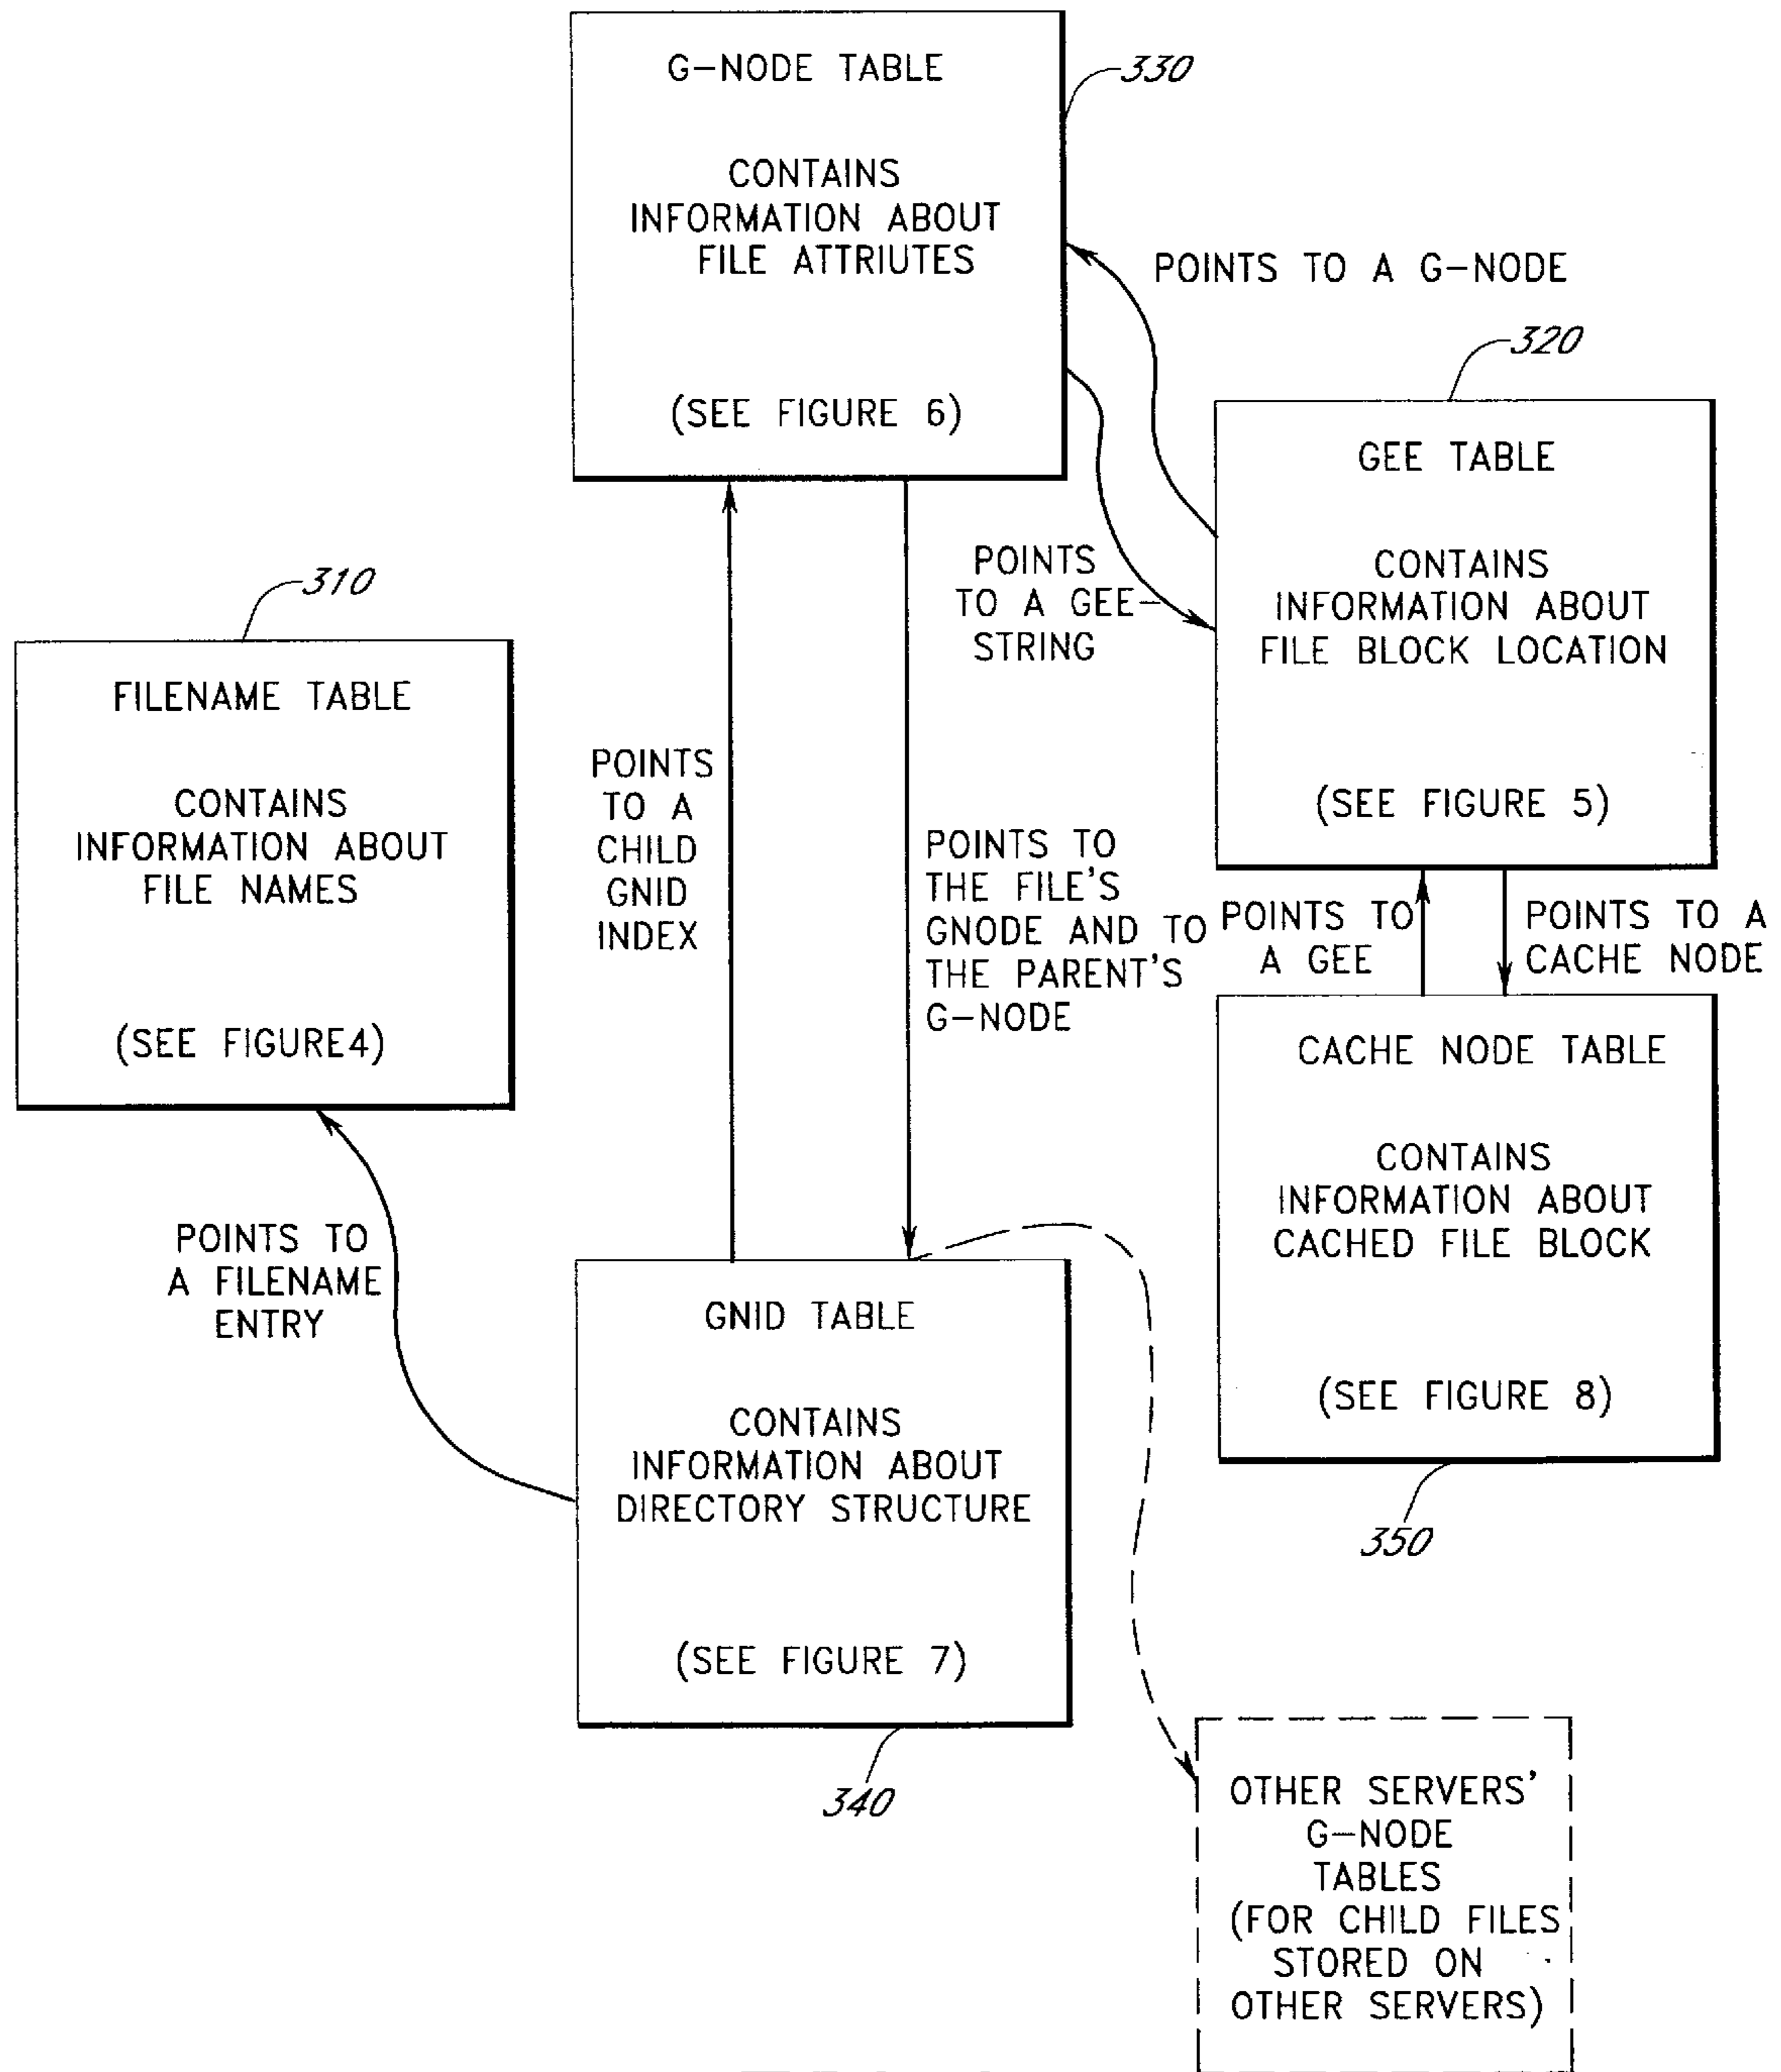 G-NODE TABLE
CONTAINS
INFORMATION ABOUT
FILE ATTRIUTES
(SEE FIGURE 6)
330
POINTS TO A G-NODE
320
GEE TABLE
CONTAINS
INFORMATION ABOUT
FILE BLOCK LOCATION
(SEE FIGURE 5)
POINTS
TO A GEE-
STRING
310
FILENAME TABLE
CONTAINS
INFORMATION ABOUT
FILE NAMES
(SEE FIGURE4)
POINTS
TO A
CHILD
GNID
INDEX
POINTS TO
THE FILE'S
GNODE AND TO
THE PARENT'S
G-NODE
POINTS TO
A GEE
POINTS TO A
CACHE NODE
CACHE NODE TABLE
CONTAINS
INFORMATION ABOUT
CACHED FILE BLOCK
(SEE FIGURE 8)
350
POINTS TO
A FILENAME
ENTRY
GNID TABLE
CONTAINS
INFORMATION ABOUT
DIRECTORY STRUCTURE
(SEE FIGURE 7)
340
OTHER SERVERS'
G-NODE
TABLES
(FOR CHILD FILES
STORED ON
OTHER SERVERS)